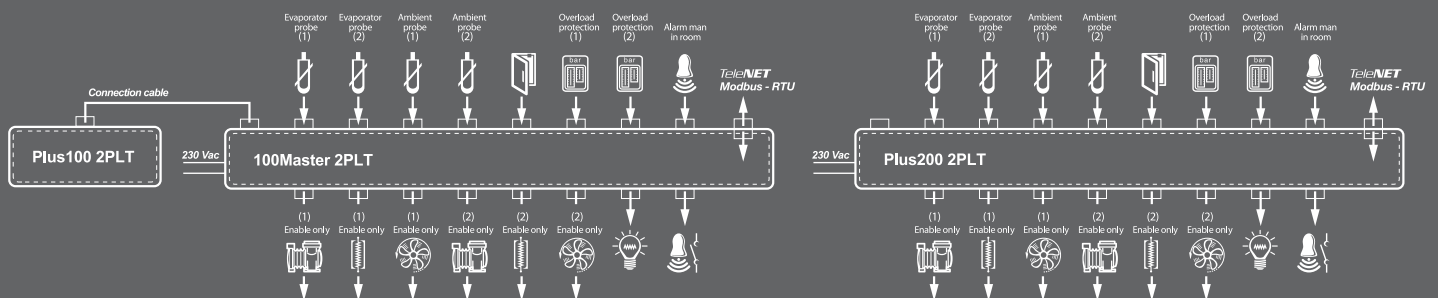 Evaporator
probe
(1)
Evaporator
probe
(2)
Ambient
probe
(1)
Ambient
probe
(2)
Overload
protection
(1)
Overload
protection
(2)
Alarm man
in room
bar
bar
TeleNET
Modbus - RTU
Connection cable
Plus100 2PLT
230 Vac
100Master 2PLT
(1)
Enable only
(1)
Enable only
(1)
Enable only
(2)
Enable only
(2)
Enable only
(2)
Enable only
Evaporator
probe
(1)
Evaporator
probe
(2)
Ambient
probe
(1)
Ambient
probe
(2)
Overload
protection
(1)
Overload
protection
(2)
Alarm man
in room
bar
bar
TeleNET
Modbus - RTU
230 Vac
Plus200 2PLT
(1)
Enable only
(1)
Enable only
(1)
Enable only
(2)
Enable only
(2)
Enable only
(2)
Enable only